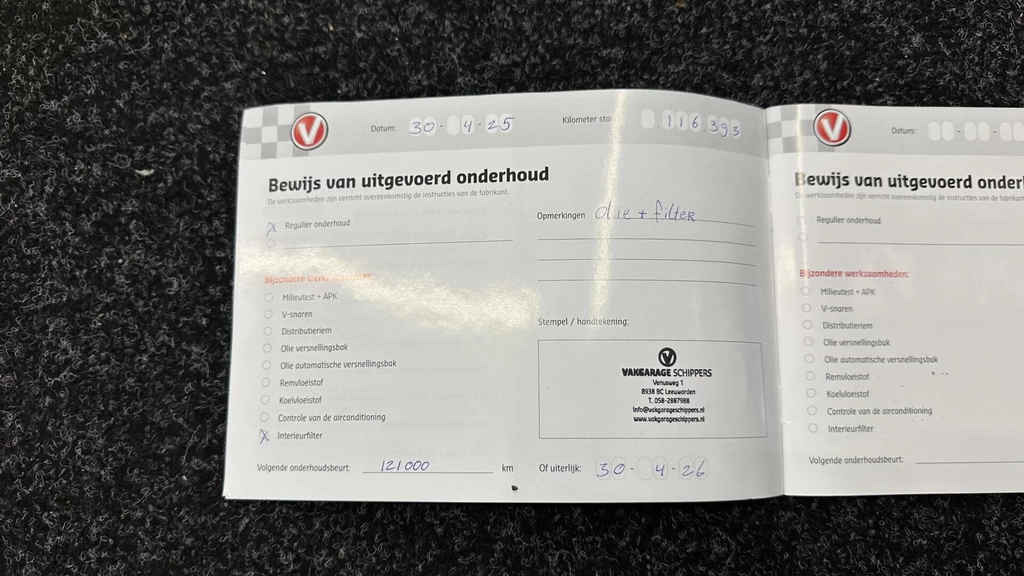 V
Datum: 30-4-25
Kilometer stand: 116.393
Bewijs van uitgevoerd onderhoud
De werkzaamheden zijn verricht overeenkomstig de instructies van de fabrikant.
X Regulier onderhoud
Opmerkingen olie + filter
Bijzondere werkzaamheden:
Milieutest + APK
V-snaren
Distributieriem
Olie versnellingsbak
Olie automatische versnellingsbak
Remvloeistof
Koelvloeistof
Controle van de airconditioning
X Interieurfilter
Stempel / handtekening:
V
VAKGARAGE SCHIPPERS
Venusweg 1
8938 BC Leeuwarden
T. 058-2887988
info@vakgarageschippers.nl
www.vakgarageschippers.nl
Volgende onderhoudsbeurt: 121000 km
Of uiterlijk: 30-4-26
V
Datum:
Bewijs van uitgevoerd onder
De werkzaamheden zijn verricht overeenkomstig de instructies van de fabrikant
Regulier onderhoud
Bijzondere werkzaamheden:
Milieutest + APK
V-snaren
Distributieriem
Olie versnellingsbak
Olie automatische versnellingsbak
Remvloeistof
Koelvloeistof
Controle van de airconditioning
Interieurfilter
Volgende onderhoudsbeurt: